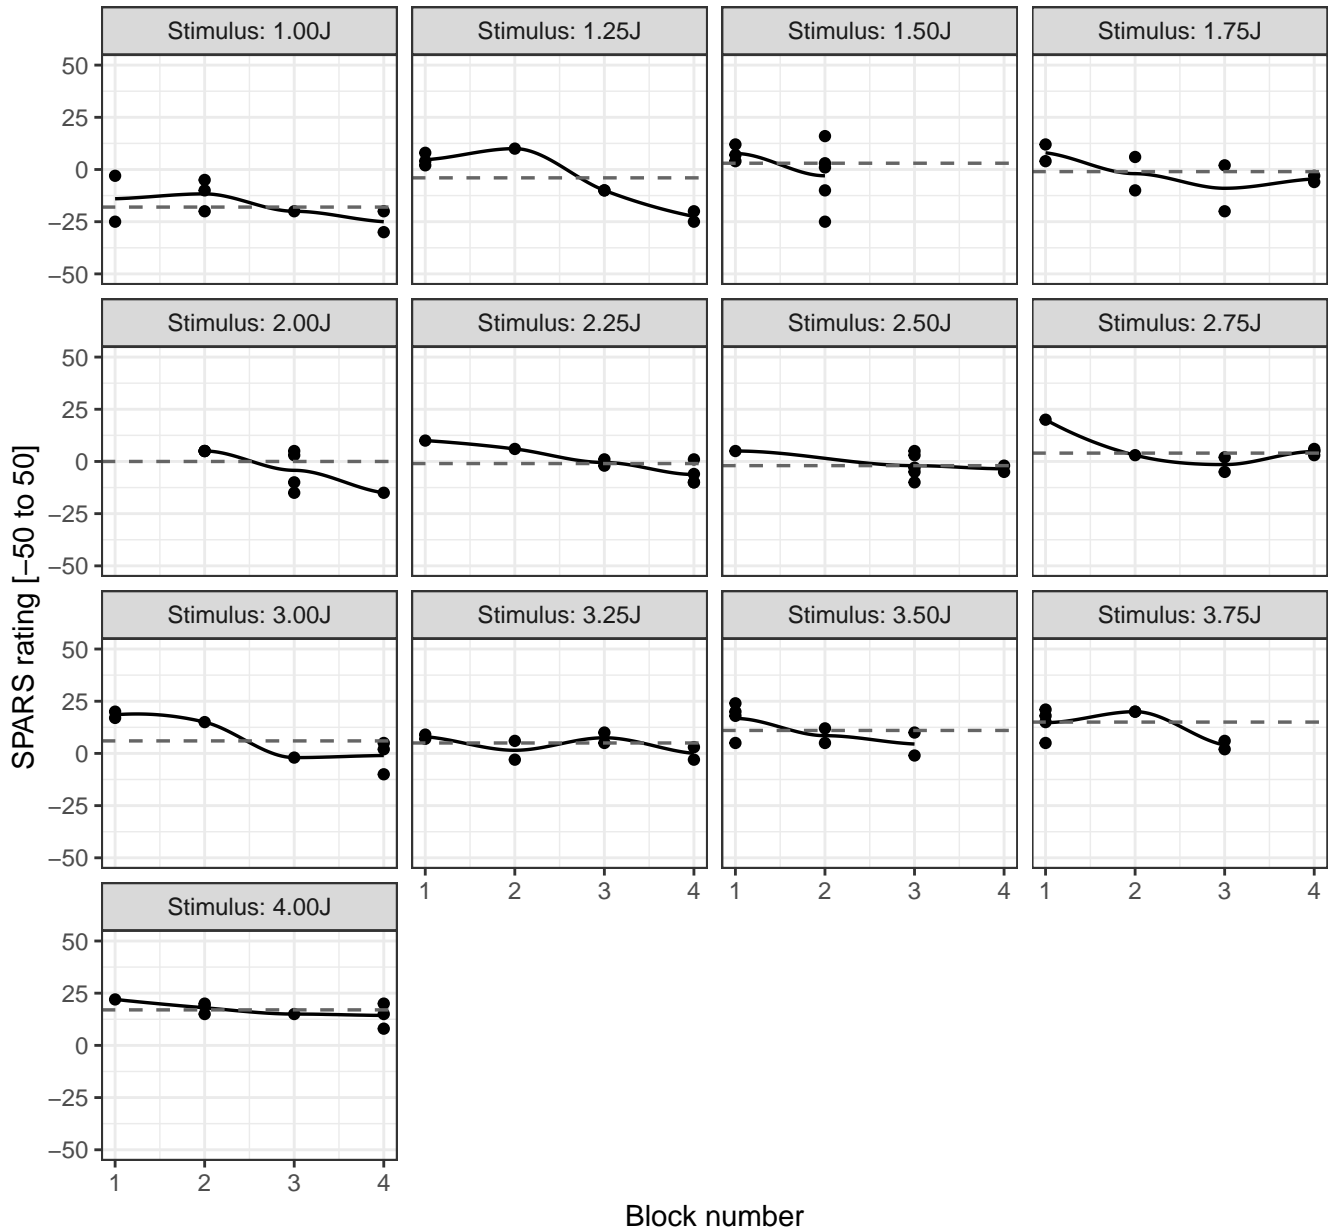 Stimulus: 1.00J
Stimulus: 1.25J
Stimulus: 1.50J
Stimulus: 1.75J
50
25
0
−25
−50
Stimulus: 2.00J
Stimulus: 2.25J
Stimulus: 2.50J
Stimulus: 2.75J
50
25
0
−25
−50
SPARS rating [−50 to 50]
Stimulus: 3.00J
Stimulus: 3.25J
Stimulus: 3.50J
Stimulus: 3.75J
50
25
0
−25
−50
1 2 3 4
1 2 3 4
1 2 3 4
Stimulus: 4.00J
50
25
0
−25
−50
1 2 3 4
Block number